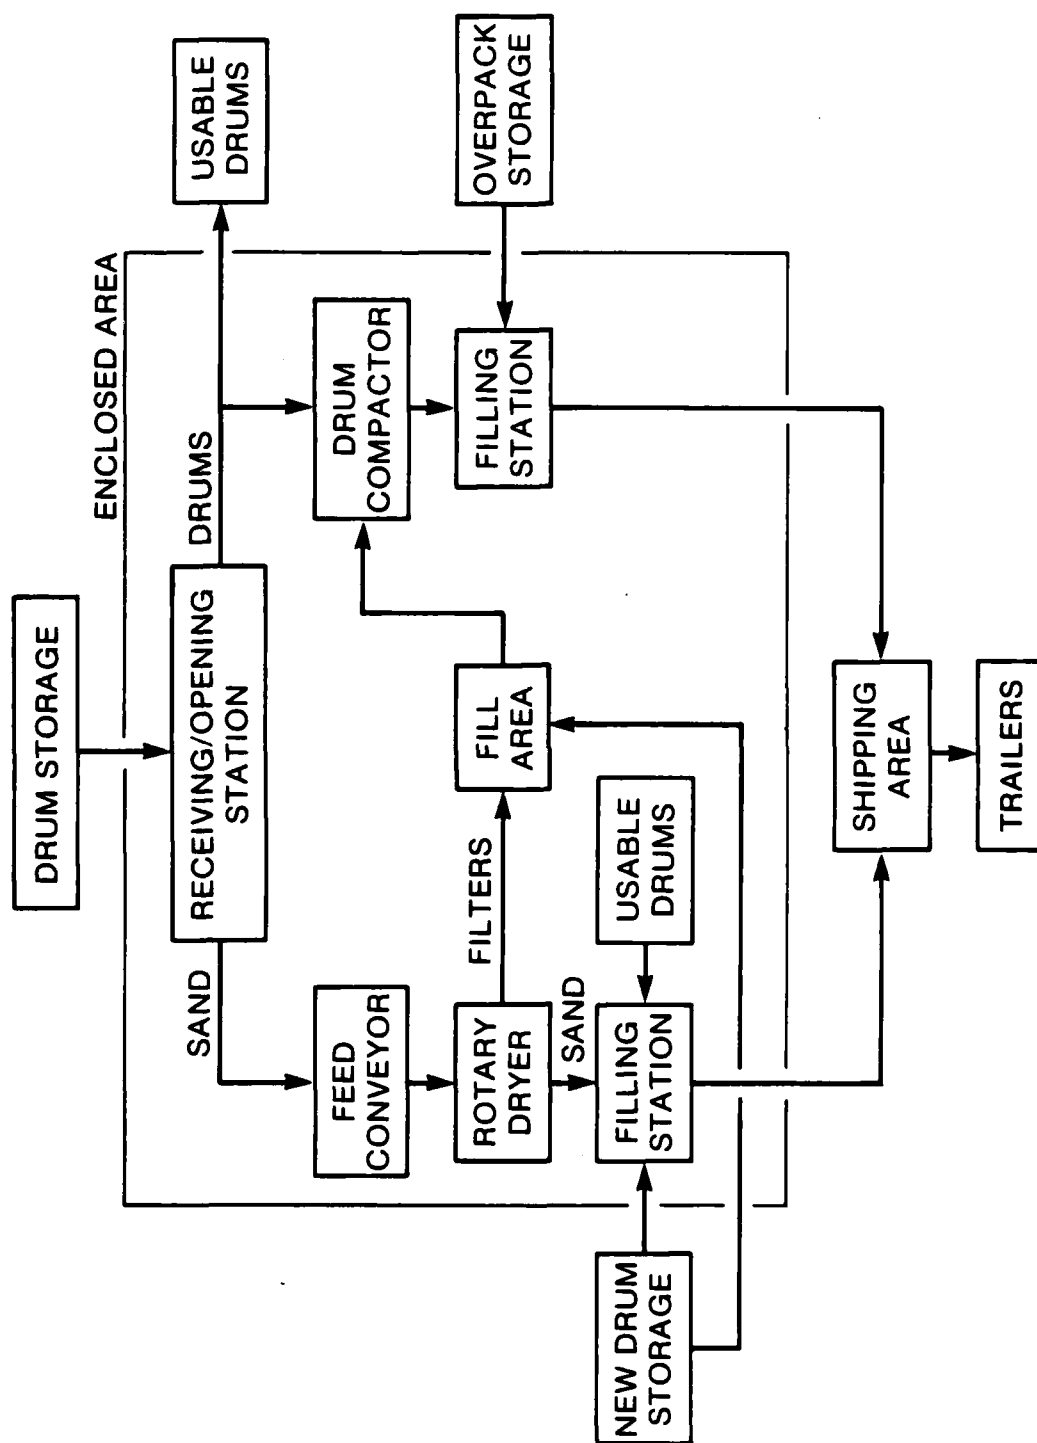 DRUM STORAGE
ENCLOSED AREA
RECEIVING/OPENING
STATION
SAND
DRUMS
USABLE
DRUMS
FEED
CONVEYOR
DRUM
COMPACTOR
ROTARY
DRYER
FILTERS
FILL
AREA
FILLING
STATION
OVERPACK
STORAGE
SAND
NEW DRUM
STORAGE
FILLING
STATION
USABLE
DRUMS
SHIPPING
AREA
TRAILERS